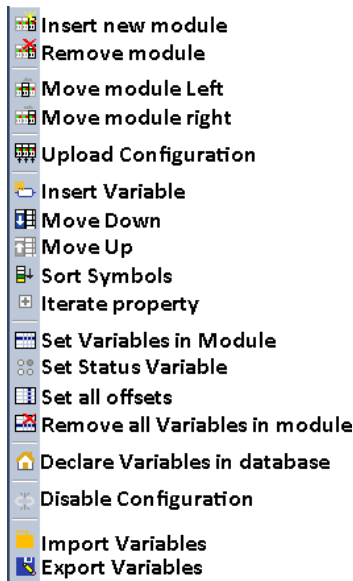 Insert new module
Remove module
Move module Left
Move module right
Upload Configuration
Insert Variable
Move Down
Move Up
Sort Symbols
Iterate property
Set Variables in Module
Set Status Variable
Set all offsets
Remove all Variables in module
Declare Variables in database
Disable Configuration
Import Variables
Export Variables